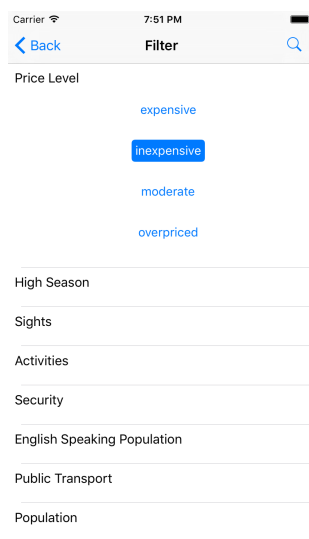 Carrier 7:51 PM
Back Filter
Price Level
expensive
inexpensive
moderate
overpriced
High Season
Sights
Activities
Security
English Speaking Population
Public Transport
Population